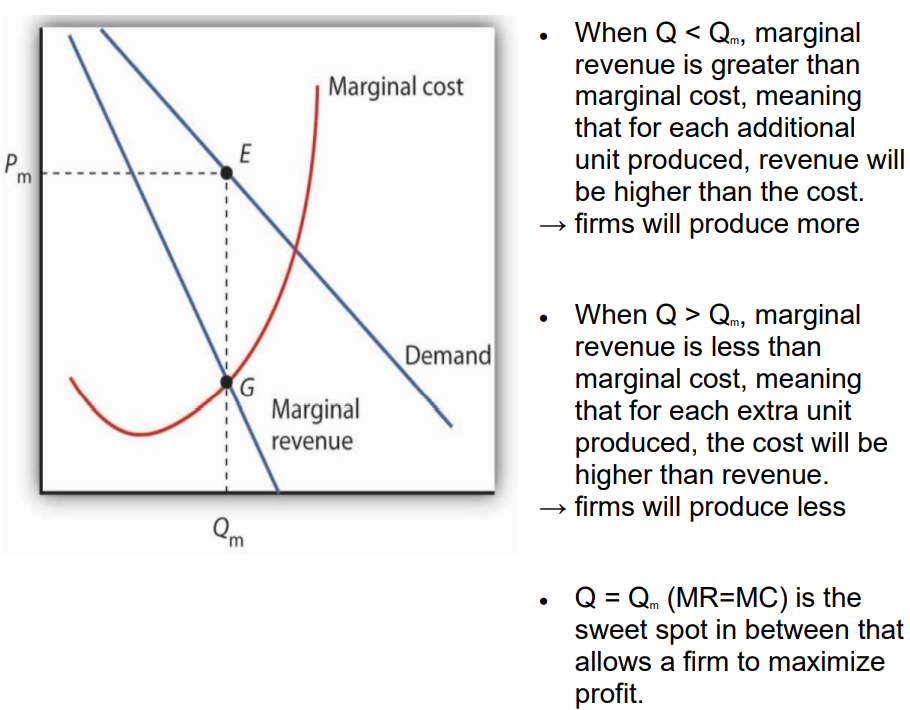 Marginal cost
E
Pm
Demand
G
Marginal
revenue
Qm
• When Q < Qm, marginal
revenue is greater than
marginal cost, meaning
that for each additional
unit produced, revenue will
be higher than the cost.
→ firms will produce more
• When Q > Qm, marginal
revenue is less than
marginal cost, meaning
that for each extra unit
produced, the cost will be
higher than revenue.
→ firms will produce less
• Q = Qm (MR=MC) is the
sweet spot in between that
allows a firm to maximize
profit.